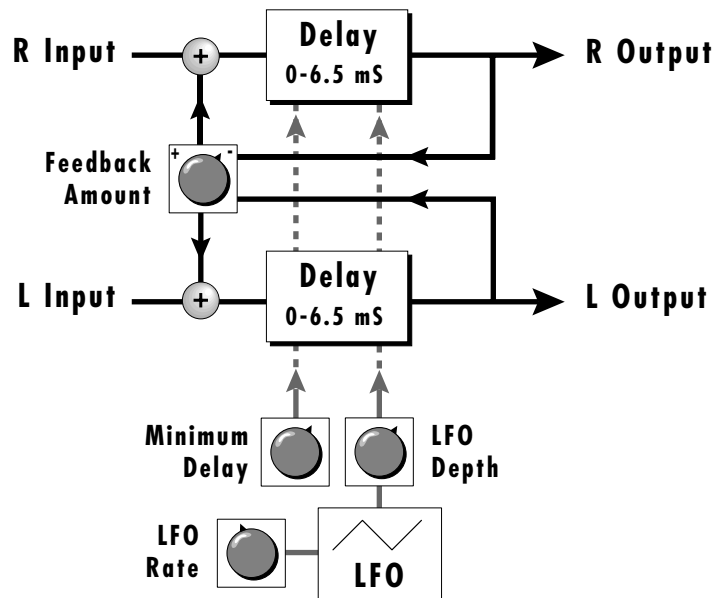 R Input
+
Delay
0-6.5 mS
R Output
Feedback
Amount
+ -
L Input
+
Delay
0-6.5 mS
L Output
Minimum
Delay
LFO
Depth
LFO
Rate
LFO